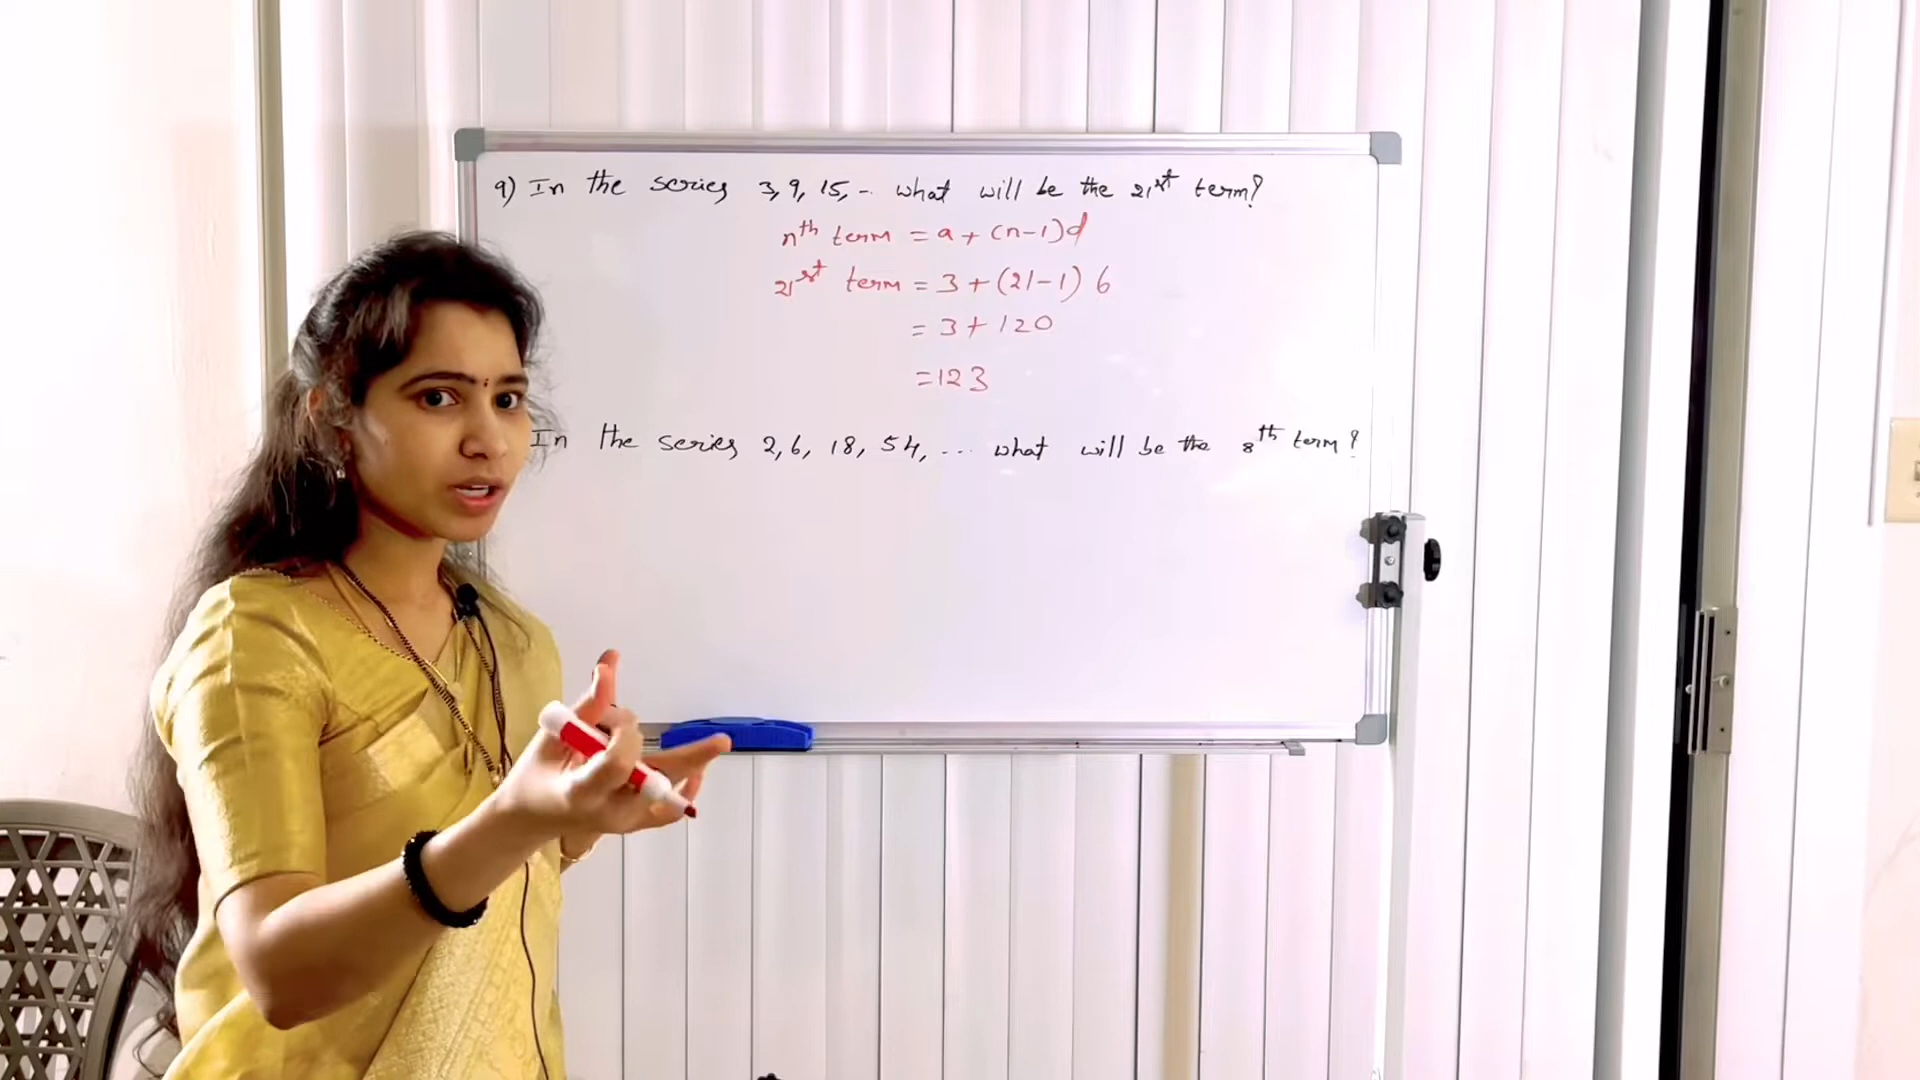 9) In the series 3, 9, 15, -- what will be the 21st term?
nth term = a + (n-1)d
21st term = 3 + (21-1) 6
= 3 + 120
= 123
In the series 2, 6, 18, 54, ... what will be the 8th term?